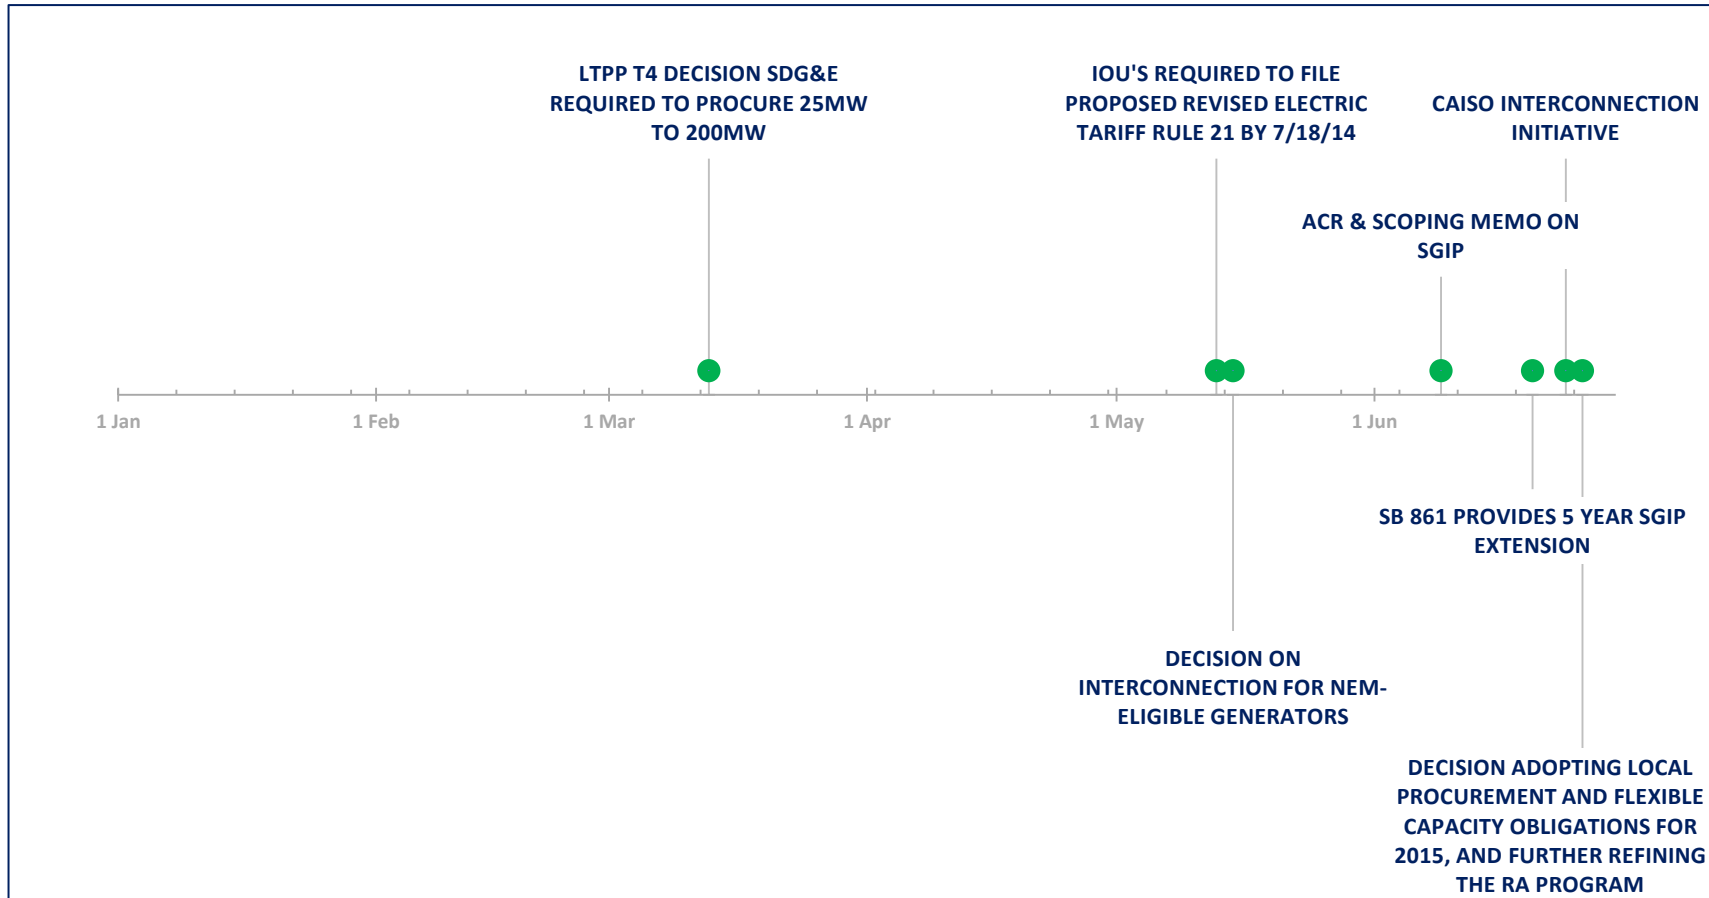 LTPP T4 DECISION SDG&E
REQUIRED TO PROCURE 25MW
TO 200MW
IOU'S REQUIRED TO FILE
PROPOSED REVISED ELECTRIC
TARIFF RULE 21 BY 7/18/14
CAISO INTERCONNECTION
INITIATIVE
ACR & SCOPING MEMO ON
SGIP
1 Jan
1 Feb
1 Mar
1 Apr
1 May
1 Jun
SB 861 PROVIDES 5 YEAR SGIP
EXTENSION
DECISION ON
INTERCONNECTION FOR NEM-
ELIGIBLE GENERATORS
DECISION ADOPTING LOCAL
PROCUREMENT AND FLEXIBLE
CAPACITY OBLIGATIONS FOR
2015, AND FURTHER REFINING
THE RA PROGRAM